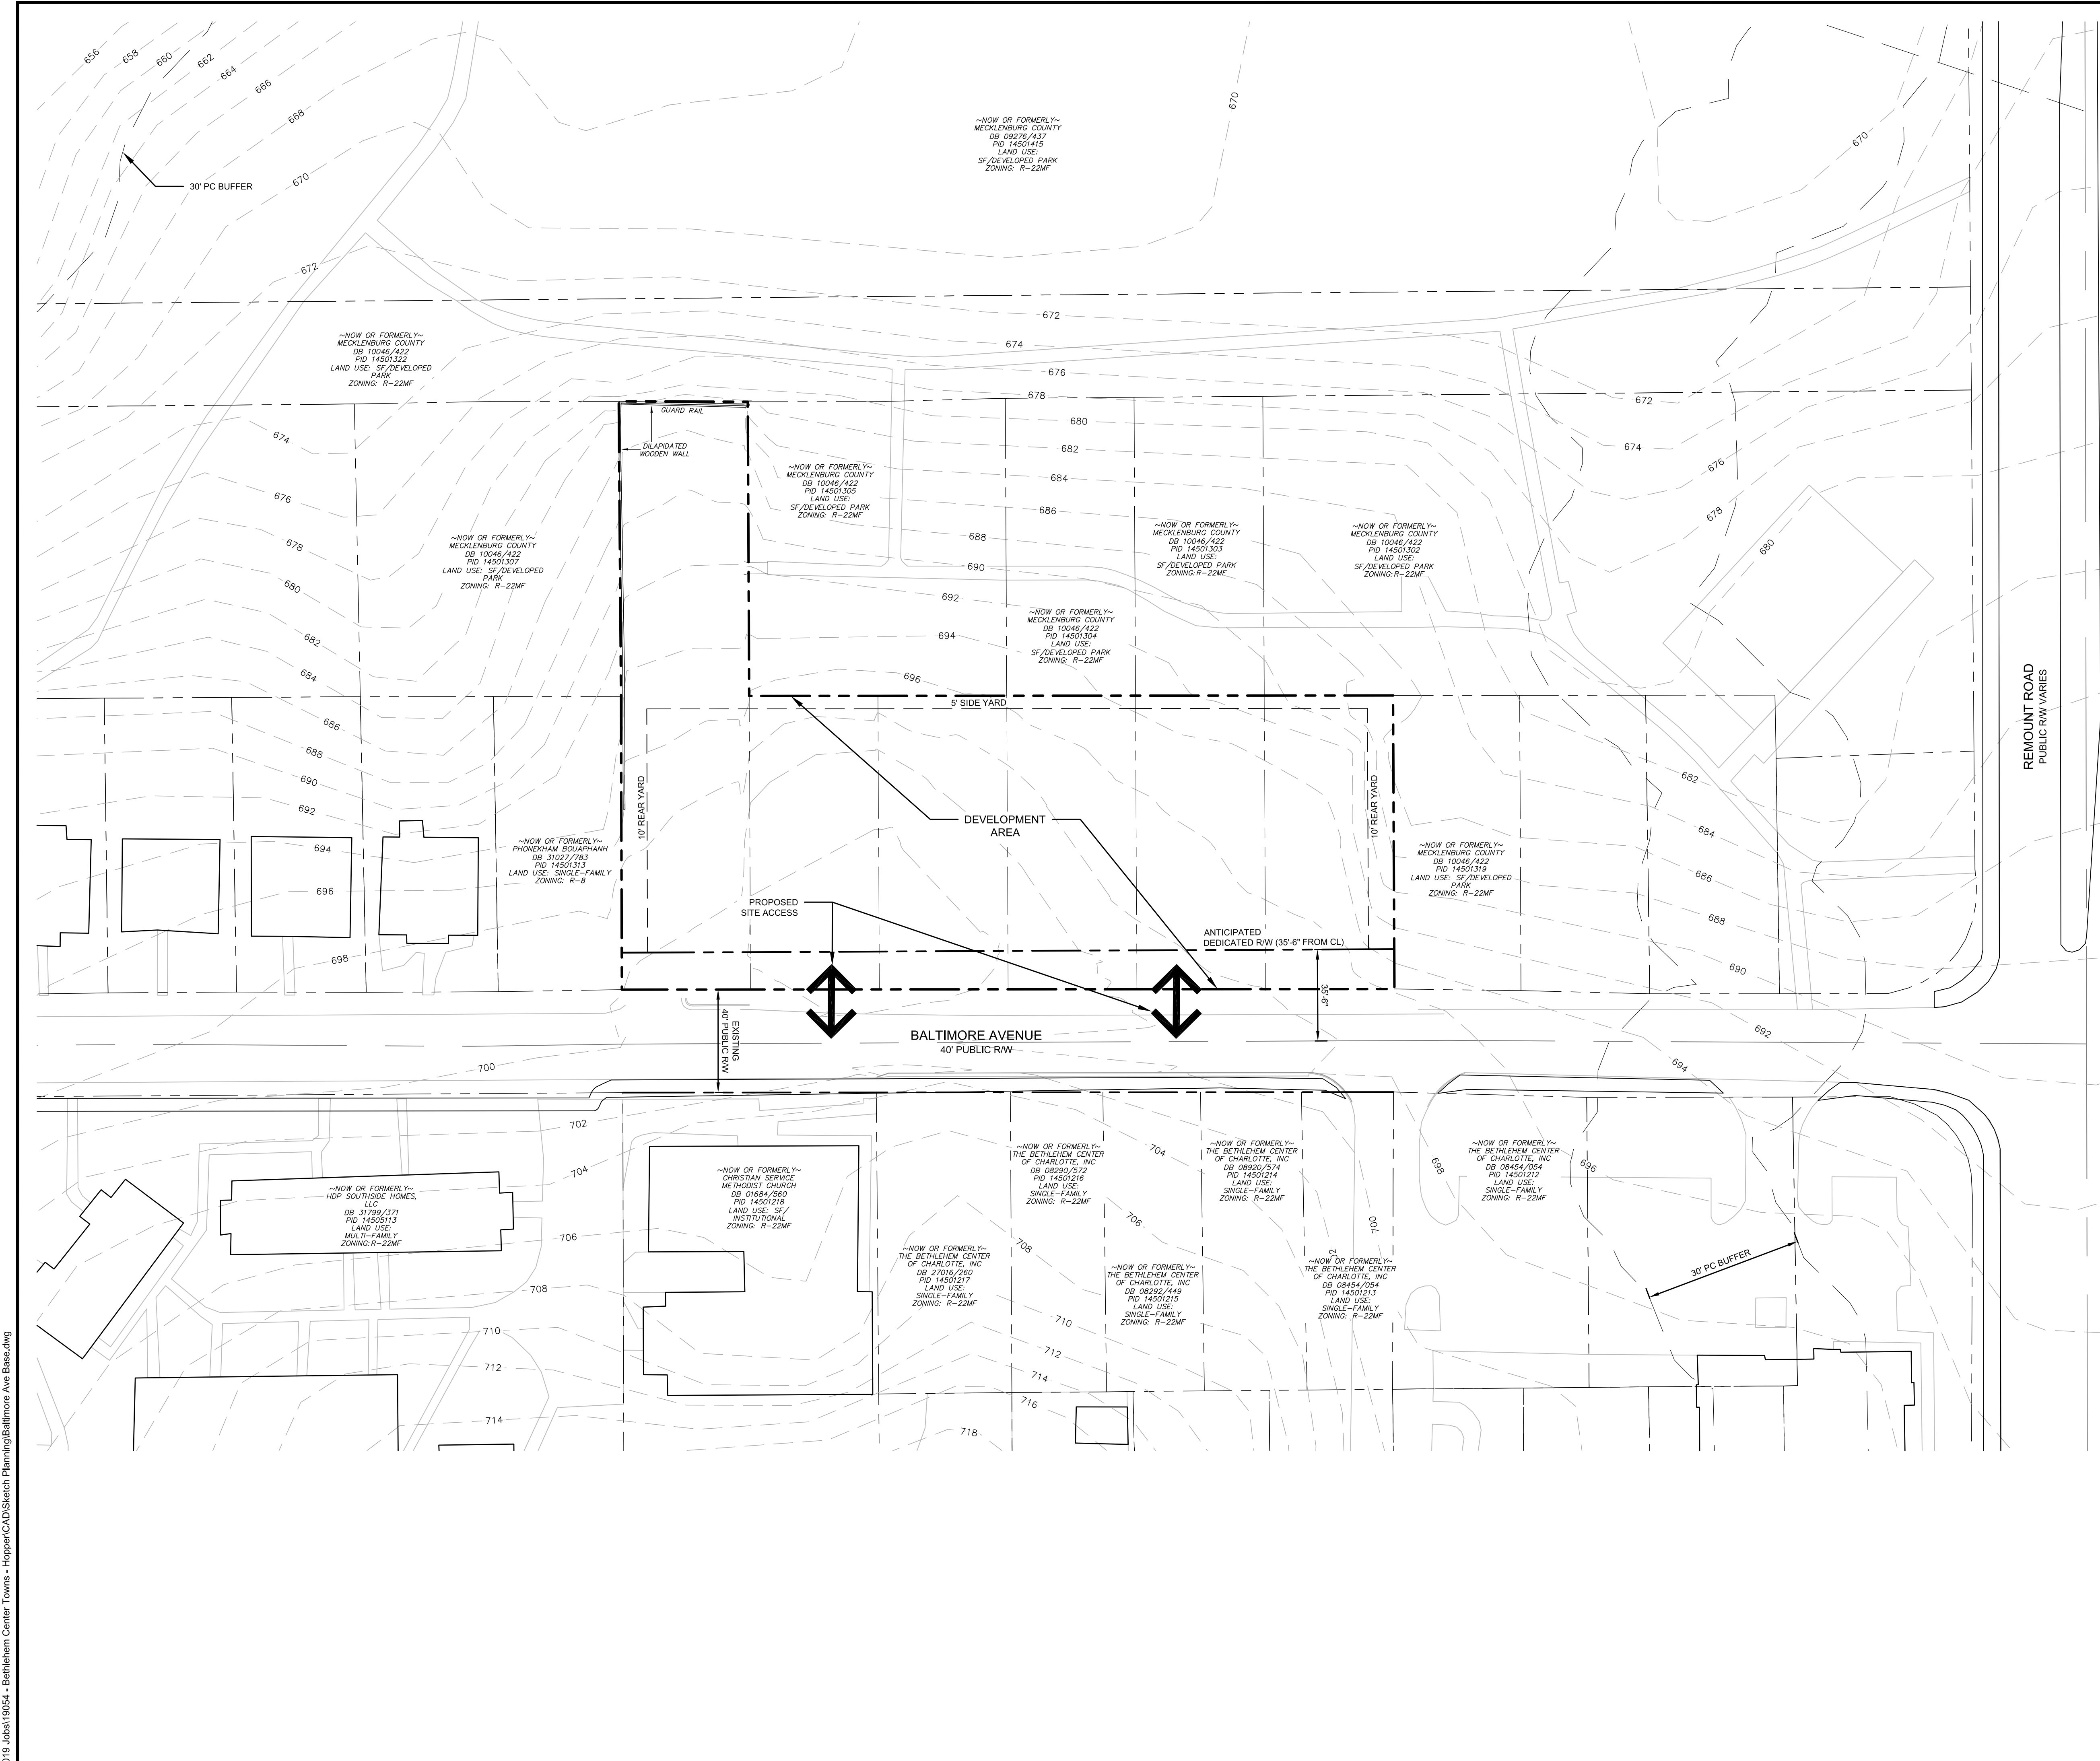 656
658
660
662
664
666
668
670
30' PC BUFFER
~NOW OR FORMERLY~
MECKLENBURG COUNTY
DB 09276/437
PID 14501415
LAND USE:
SF/DEVELOPED PARK
ZONING: R-22MF
670
670
672
~NOW OR FORMERLY~
MECKLENBURG COUNTY
DB 10046/422
PID 14501322
LAND USE: SF/DEVELOPED
PARK
ZONING: R-22MF
672
674
676
678
680
682
684
686
688
690
692
694
696
672
674
676
678
680
GUARD RAIL
DILAPIDATED
WOODEN WALL
~NOW OR FORMERLY~
MECKLENBURG COUNTY
DB 10046/422
PID 14501305
LAND USE:
SF/DEVELOPED PARK
ZONING: R-22MF
~NOW OR FORMERLY~
MECKLENBURG COUNTY
DB 10046/422
PID 14501303
LAND USE:
SF/DEVELOPED PARK
ZONING: R-22MF
~NOW OR FORMERLY~
MECKLENBURG COUNTY
DB 10046/422
PID 14501302
LAND USE:
SF/DEVELOPED PARK
ZONING: R-22MF
~NOW OR FORMERLY~
MECKLENBURG COUNTY
DB 10046/422
PID 14501307
LAND USE: SF/DEVELOPED
PARK
ZONING: R-22MF
~NOW OR FORMERLY~
MECKLENBURG COUNTY
DB 10046/422
PID 14501304
LAND USE:
SF/DEVELOPED PARK
ZONING: R-22MF
674
676
678
680
682
684
686
688
690
692
694
696
698
REMOUNT ROAD
PUBLIC R/W VARIES
5' SIDE YARD
10' REAR YARD
10' REAR YARD
DEVELOPMENT
AREA
~NOW OR FORMERLY~
PHONEKHAM BOUAPHANH
DB 31027/783
PID 14501313
LAND USE: SINGLE-FAMILY
ZONING: R-8
~NOW OR FORMERLY~
MECKLENBURG COUNTY
DB 10046/422
PID 14501319
LAND USE: SF/DEVELOPED
PARK
ZONING: R-22MF
682
684
686
688
690
692
694
PROPOSED
SITE ACCESS
ANTICIPATED
DEDICATED R/W (35'-6" FROM CL)
35'-6"
EXISTING
40' PUBLIC R/W
BALTIMORE AVENUE
40' PUBLIC R/W
700
702
704
706
708
710
712
714
~NOW OR FORMERLY~
HDP SOUTHSIDE HOMES,
LLC
DB 31799/371
PID 14505113
LAND USE:
MULTI-FAMILY
ZONING: R-22MF
~NOW OR FORMERLY~
CHRISTIAN SERVICE
METHODIST CHURCH
DB 01684/560
PID 14501218
LAND USE: SF/
INSTITUTIONAL
ZONING: R-22MF
~NOW OR FORMERLY~
THE BETHLEHEM CENTER
OF CHARLOTTE, INC
DB 08290/572
PID 14501216
LAND USE:
SINGLE-FAMILY
ZONING: R-22MF
~NOW OR FORMERLY~
THE BETHLEHEM CENTER
OF CHARLOTTE, INC
DB 08920/574
PID 14501214
LAND USE:
SINGLE-FAMILY
ZONING: R-22MF
~NOW OR FORMERLY~
THE BETHLEHEM CENTER
OF CHARLOTTE, INC
DB 08454/054
PID 14501212
LAND USE:
SINGLE-FAMILY
ZONING: R-22MF
~NOW OR FORMERLY~
THE BETHLEHEM CENTER
OF CHARLOTTE, INC
DB 27016/260
PID 14501217
LAND USE:
SINGLE-FAMILY
ZONING: R-22MF
~NOW OR FORMERLY~
THE BETHLEHEM CENTER
OF CHARLOTTE, INC
DB 08292/449
PID 14501215
LAND USE:
SINGLE-FAMILY
ZONING: R-22MF
~NOW OR FORMERLY~
THE BETHLEHEM CENTER
OF CHARLOTTE, INC
DB 08454/054
PID 14501213
LAND USE:
SINGLE-FAMILY
ZONING: R-22MF
704
706
708
710
712
714
716
718
700
698
696
30' PC BUFFER
019 Jobs\19054 - Bethlehem Center Towns - Hopper\CAD\Sketch Planning\Baltimore Ave Base.dwg